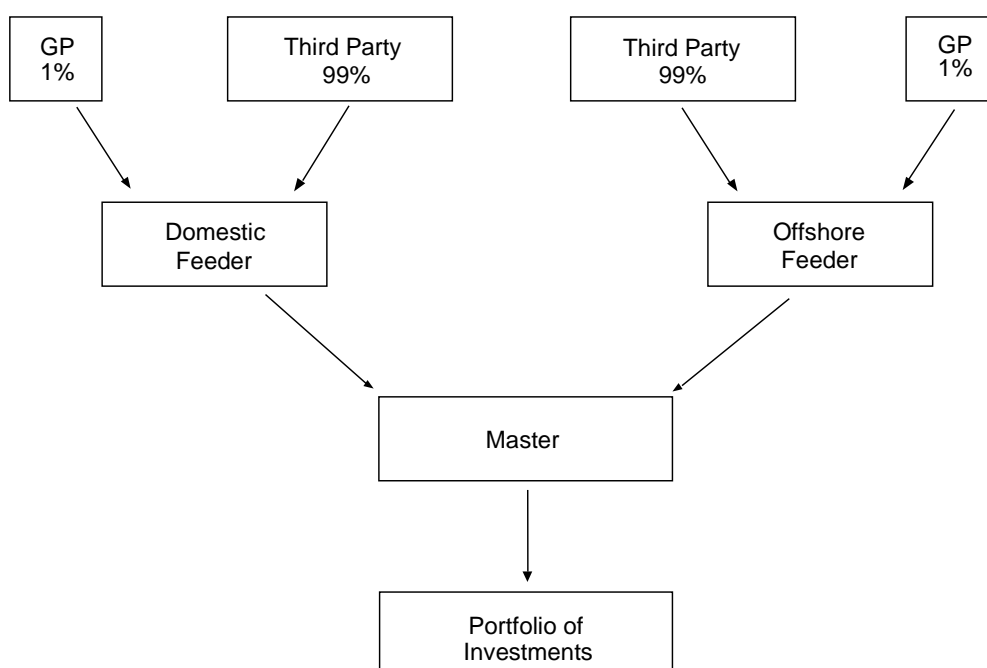 GP
1%
Third Party
99%
Third Party
99%
GP
1%
Domestic
Feeder
Offshore
Feeder
Master
Portfolio of
Investments